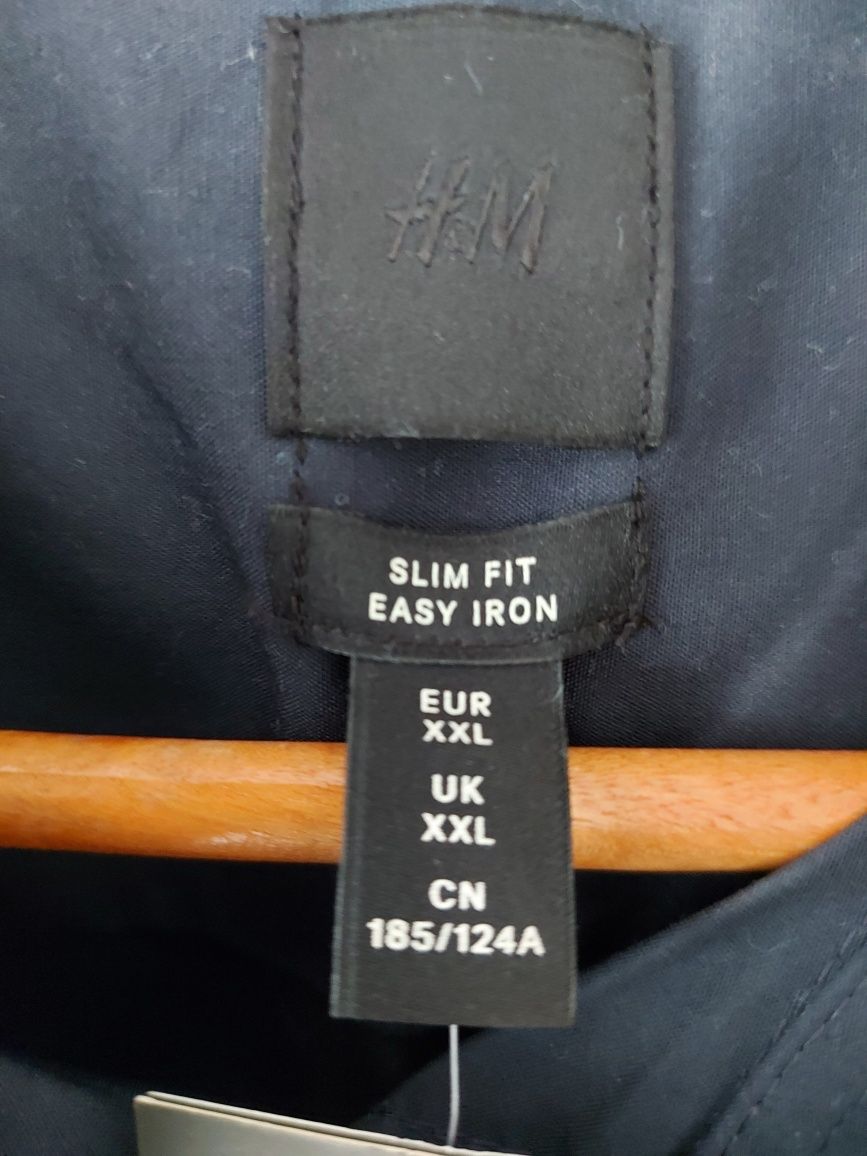 H&M
SLIM FIT
EASY IRON
EUR
XXL
UK
XXL
CN
185/124A